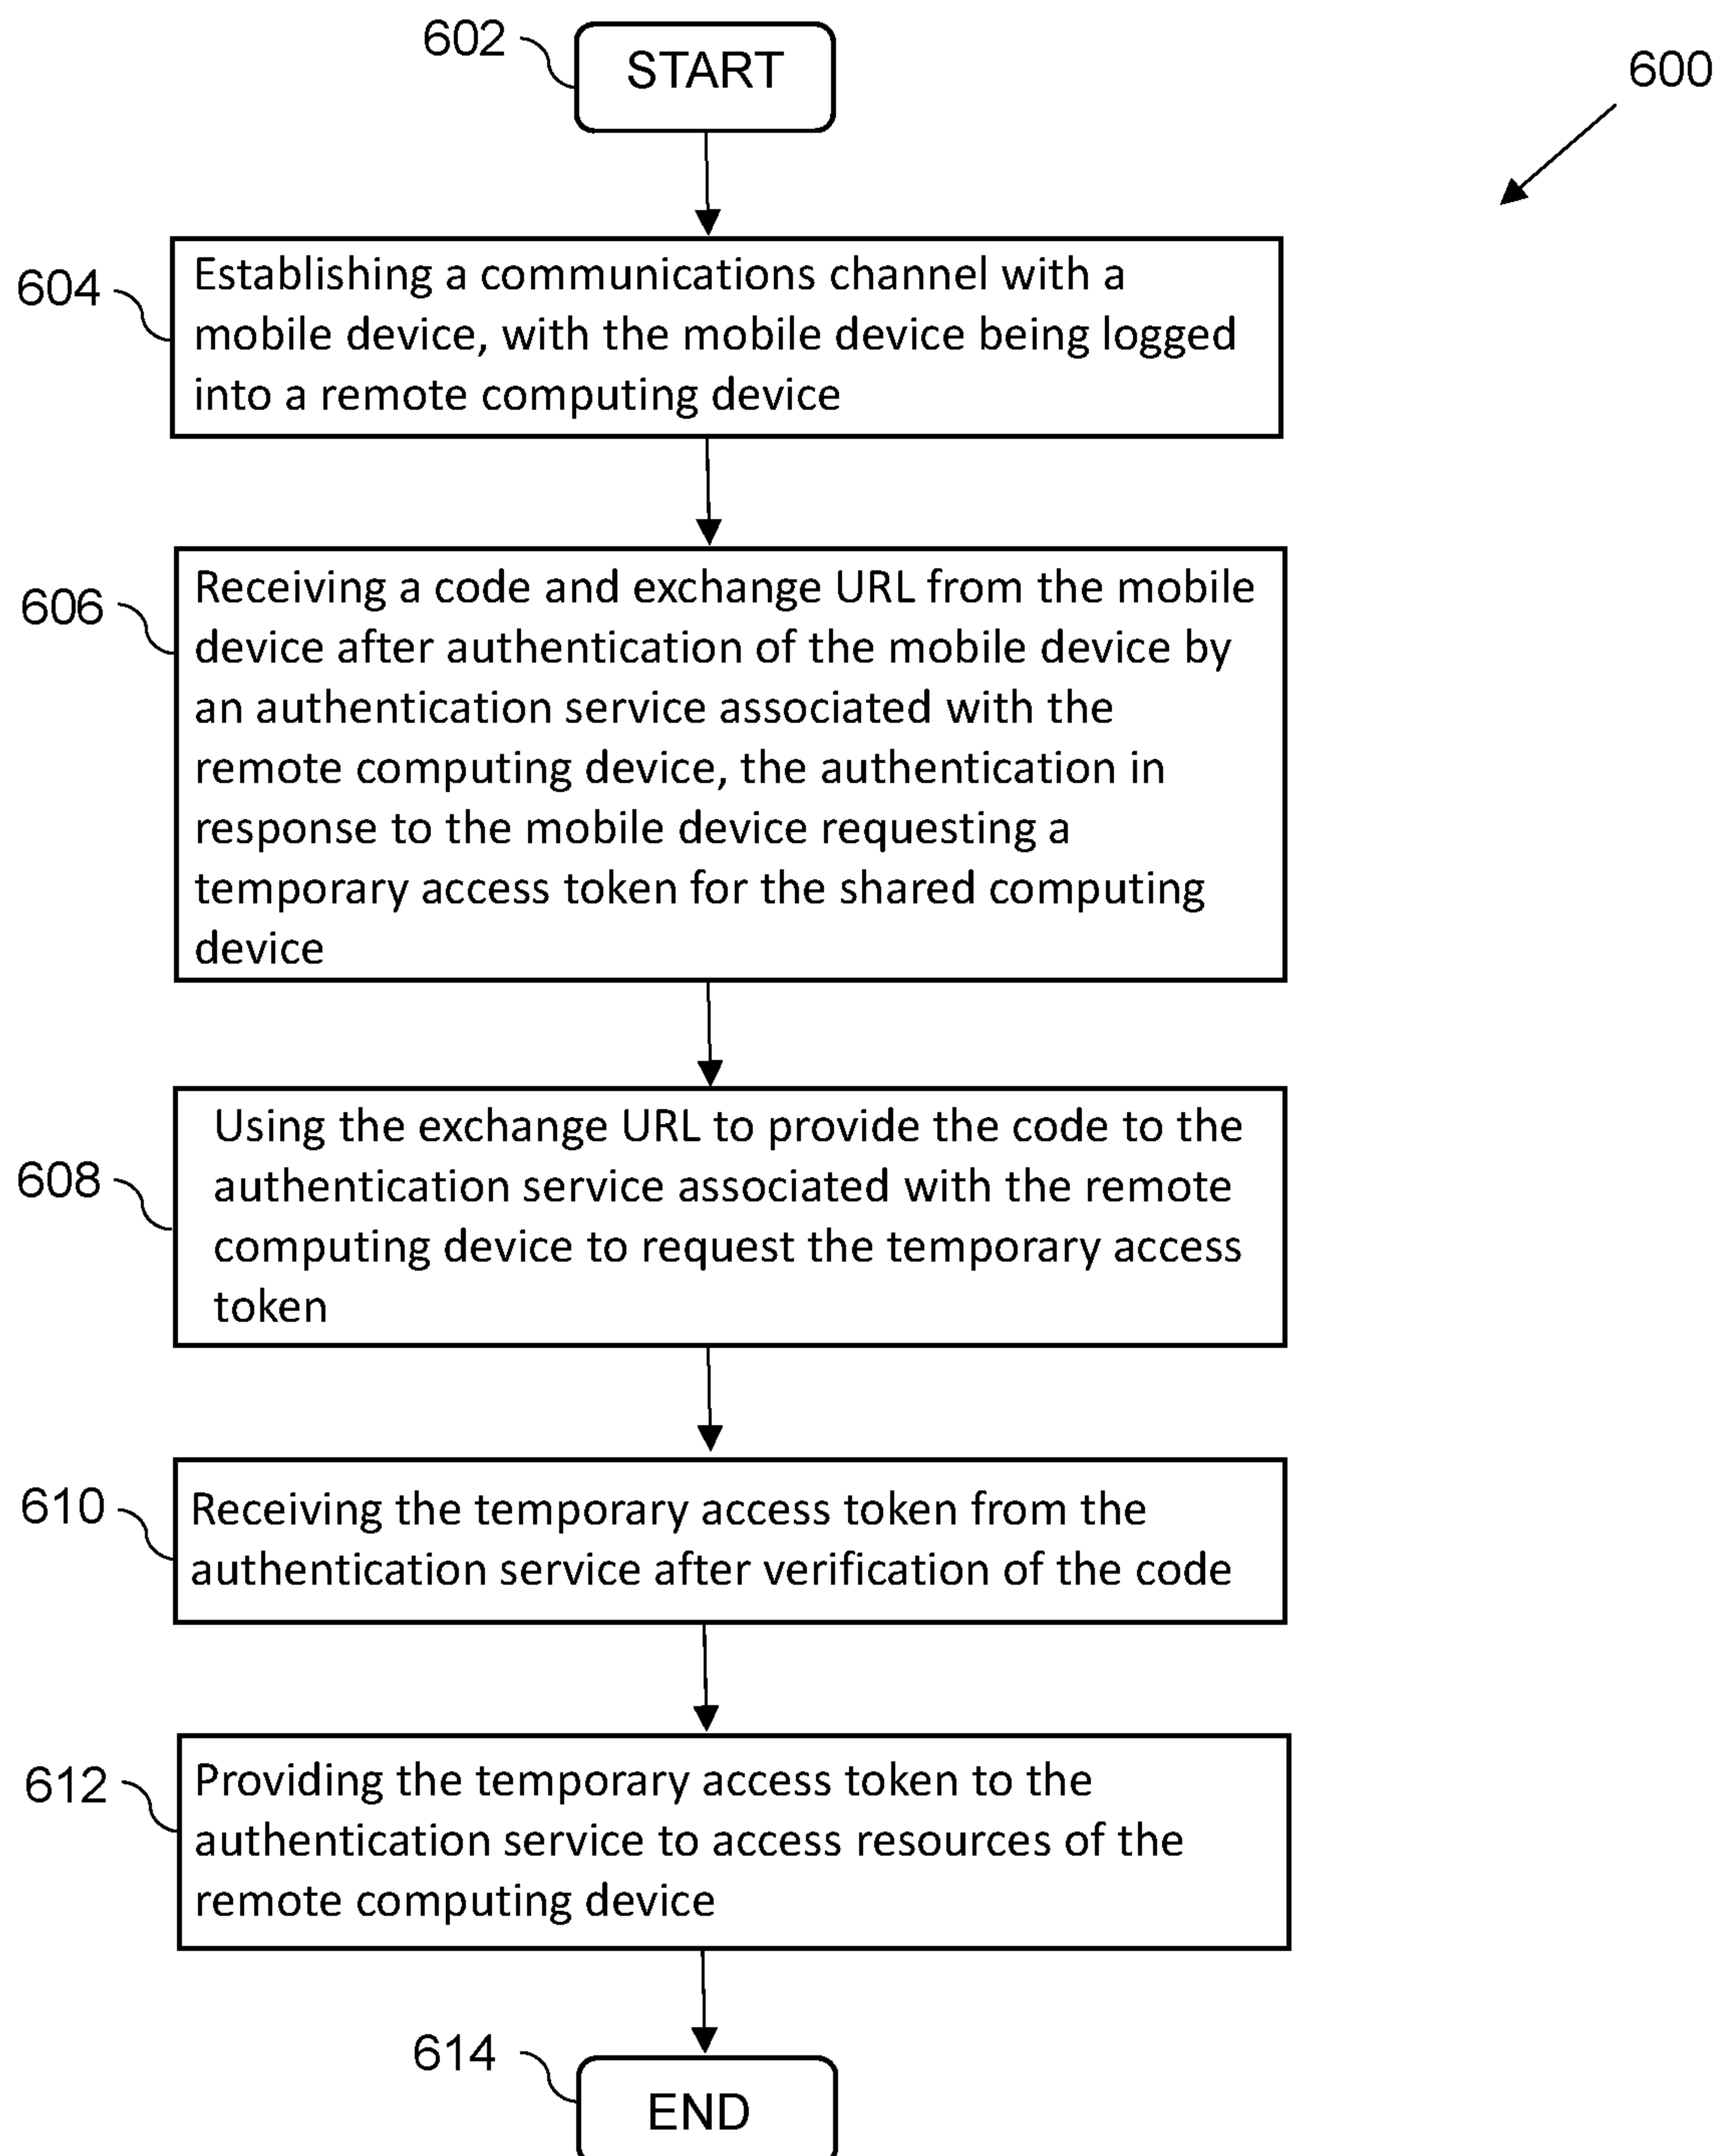 602
START
600
604
Establishing a communications channel with a
mobile device, with the mobile device being logged
into a remote computing device
606
Receiving a code and exchange URL from the mobile
device after authentication of the mobile device by
an authentication service associated with the
remote computing device, the authentication in
response to the mobile device requesting a
temporary access token for the shared computing
device
608
Using the exchange URL to provide the code to the
authentication service associated with the remote
computing device to request the temporary access
token
610
Receiving the temporary access token from the
authentication service after verification of the code
612
Providing the temporary access token to the
authentication service to access resources of the
remote computing device
614
END